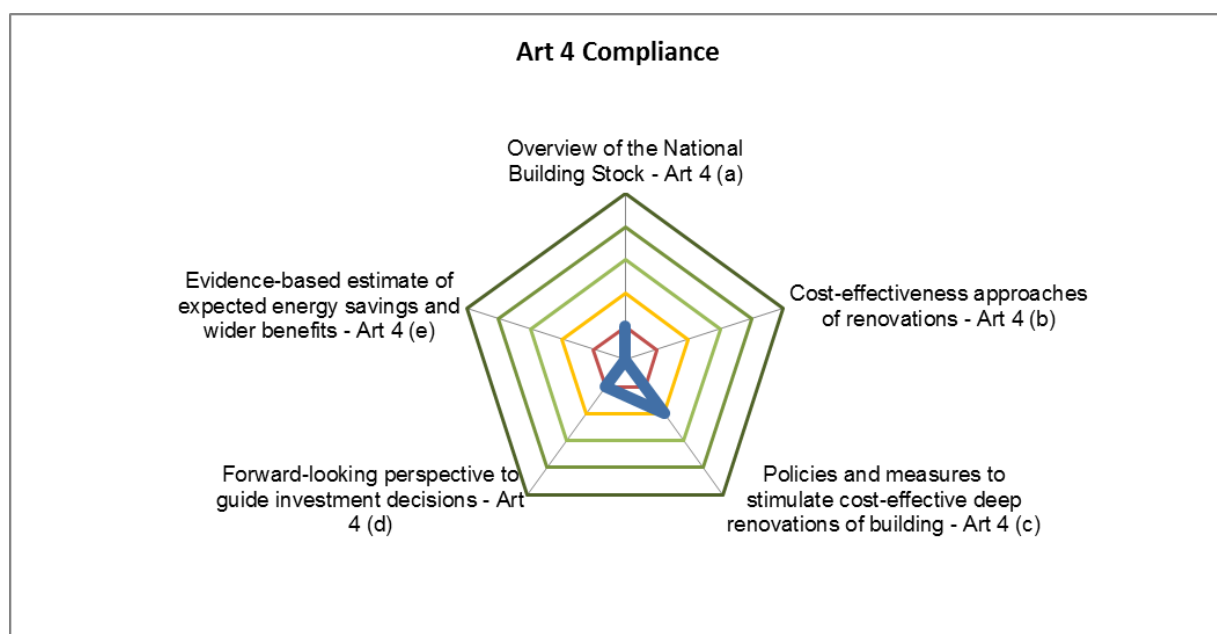 Art 4 Compliance
Overview of the National
Building Stock - Art 4 (a)
Evidence-based estimate of
expected energy savings and
wider benefits - Art 4 (e)
Cost-effectiveness approaches
of renovations - Art 4 (b)
Forward-looking perspective to
guide investment decisions - Art
4 (d)
Policies and measures to
stimulate cost-effective deep
renovations of building - Art 4 (c)